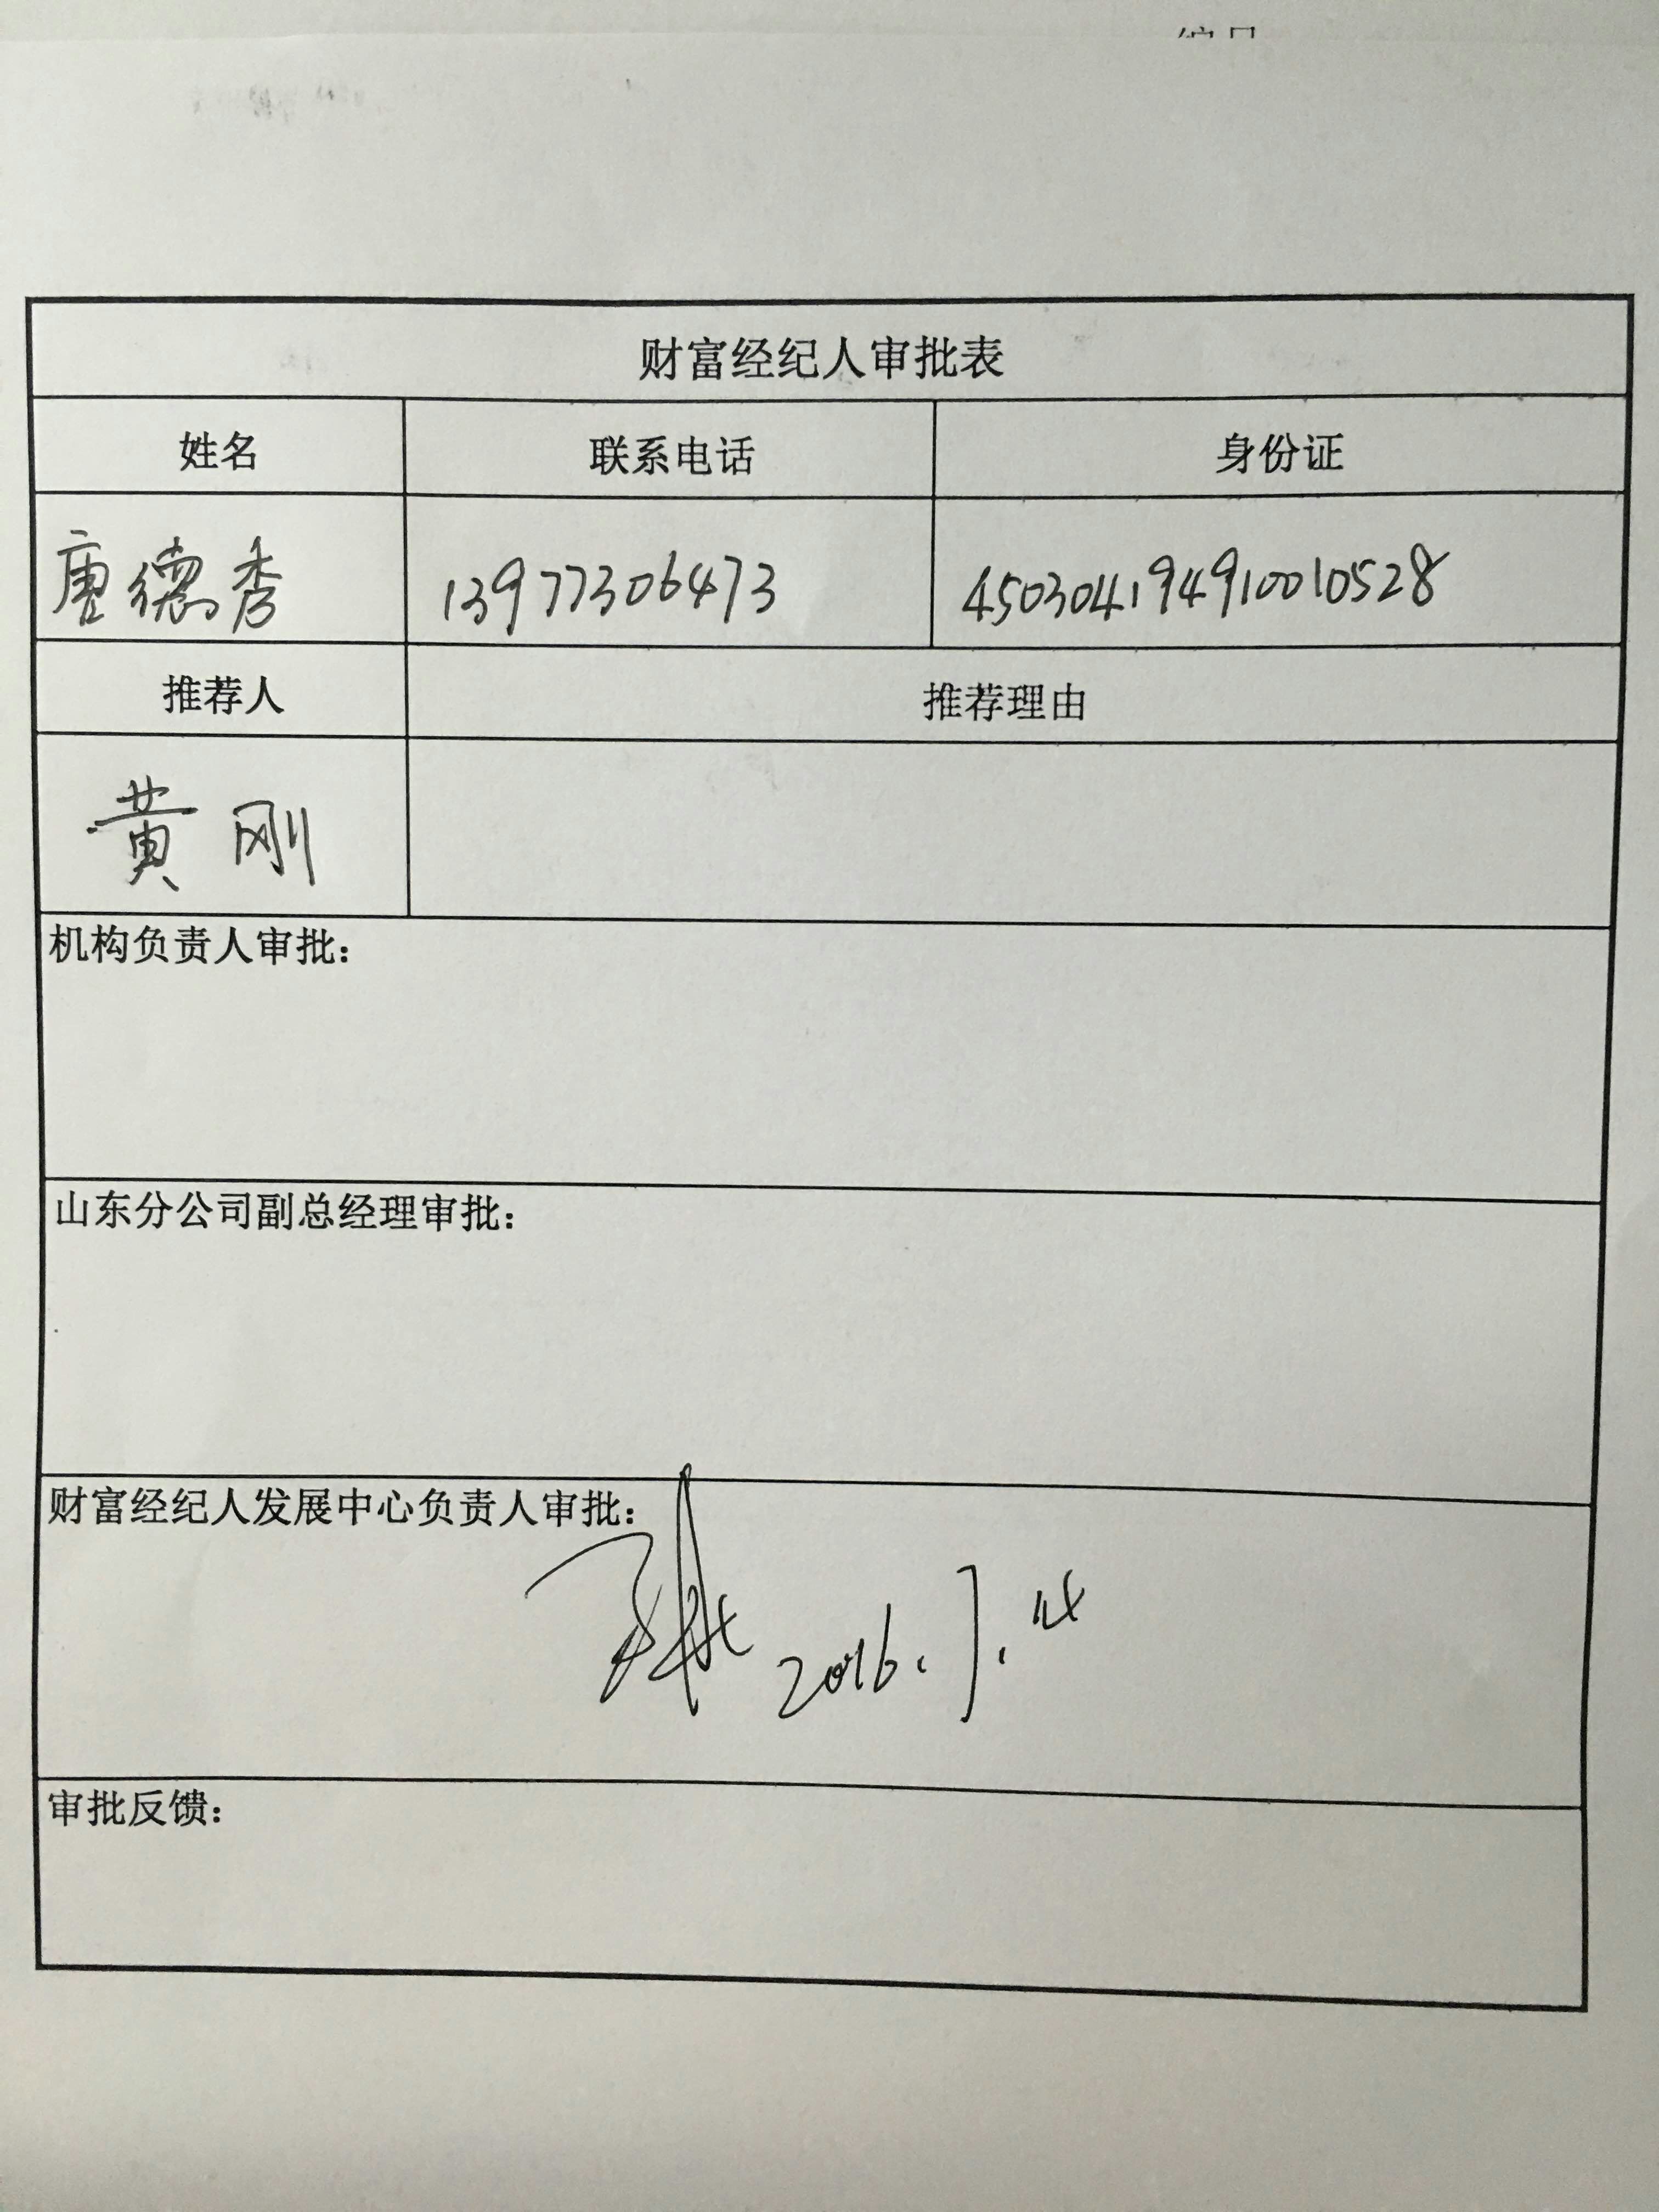 财富经纪人审批表
姓名 联系电话 身份证
唐德秀 13977306473 450304194910010528
推荐人 推荐理由
黄刚
机构负责人审批：
山东分公司副总经理审批：
财富经纪人发展中心负责人审批：
2016.7.14
审批反馈：